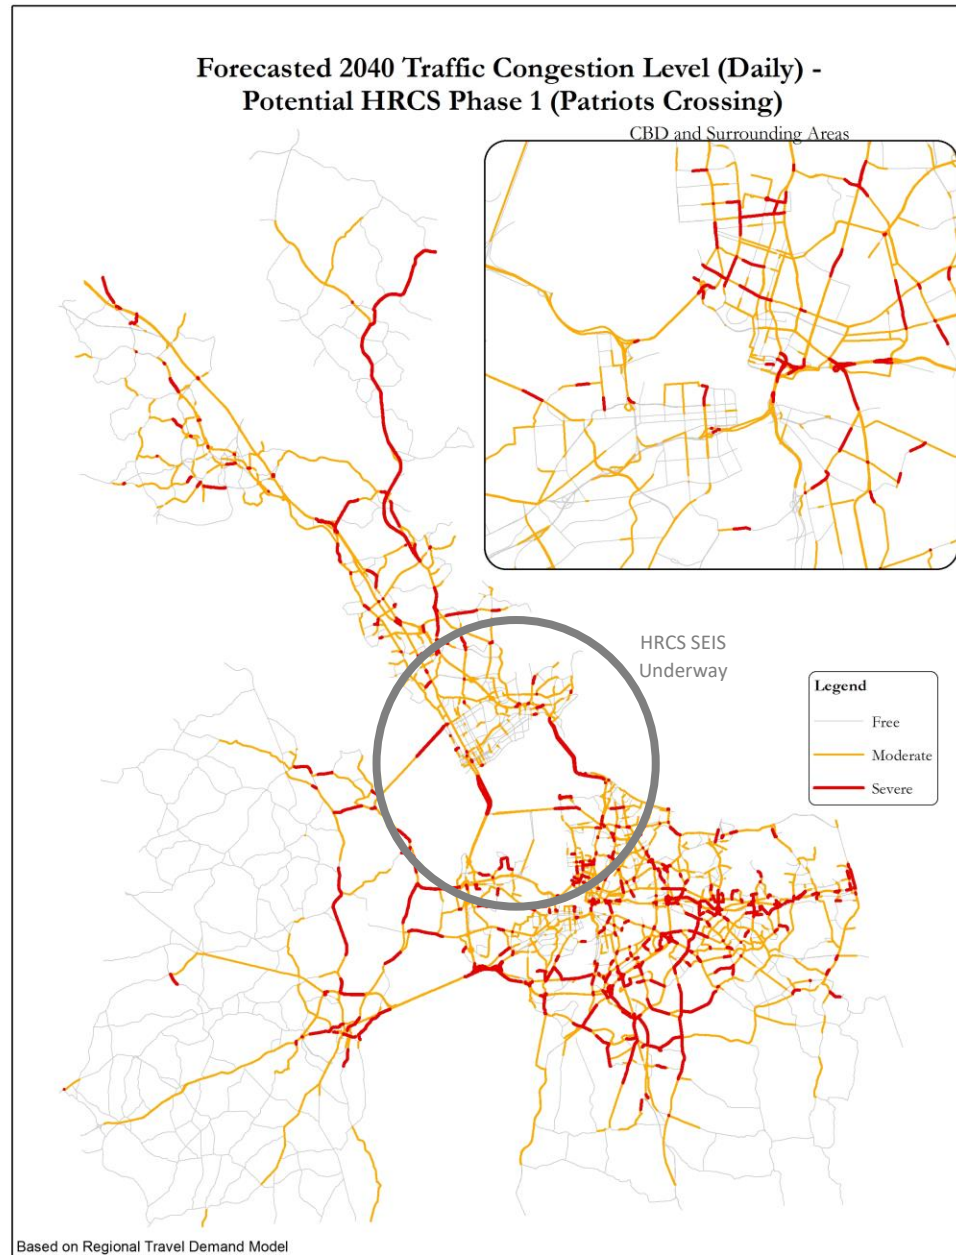 Forecasted 2040 Traffic Congestion Level (Daily) -
Potential HRCS Phase 1 (Patriots Crossing)
CBD and Surrounding Areas
HRCS SEIS
Underway
Legend
Free
Moderate
Severe
Based on Regional Travel Demand Model